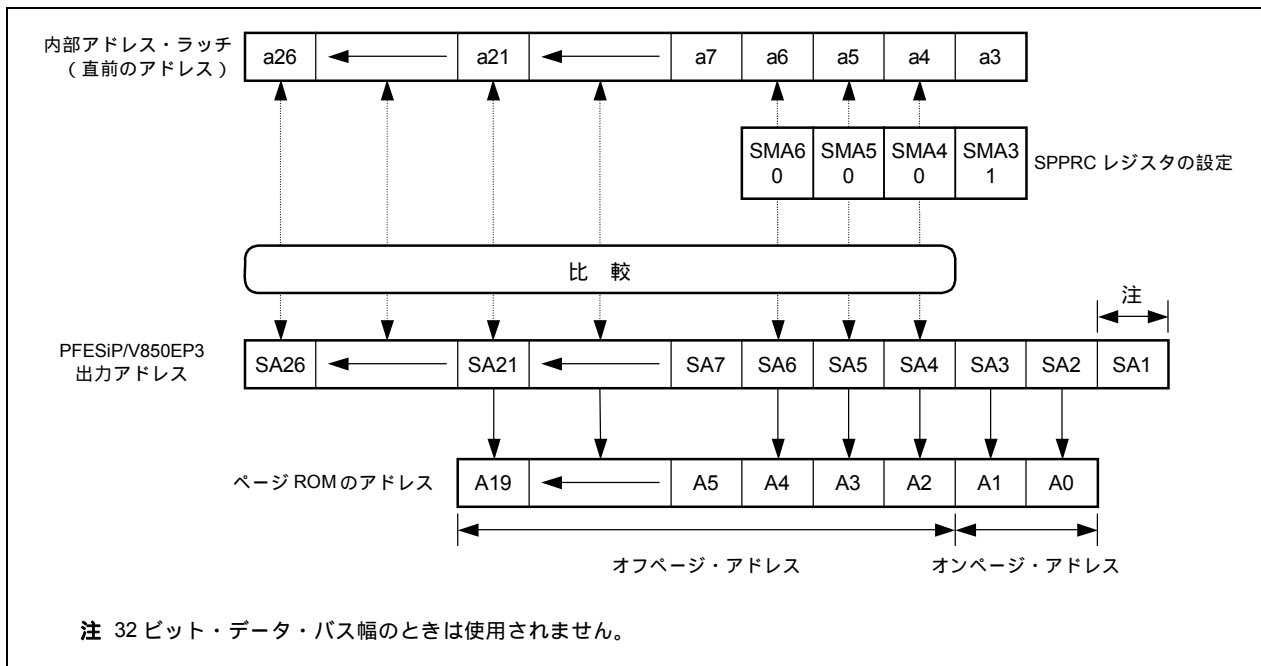 内部アドレス・ラッチ
(直前のアドレス)
a26 a21 a7 a6 a5 a4 a3
SMA6 SMA5 SMA4 SMA3
0 0 0 1
SPPRC レジスタの設定
比 較
注
PFESiP/V850EP3
出力アドレス
SA26 SA21 SA7 SA6 SA5 SA4 SA3 SA2 SA1
ページ ROM のアドレス
A19 A5 A4 A3 A2 A1 A0
オフページ・アドレス オンページ・アドレス
注 32 ビット・データ・バス幅のときは使用されません。